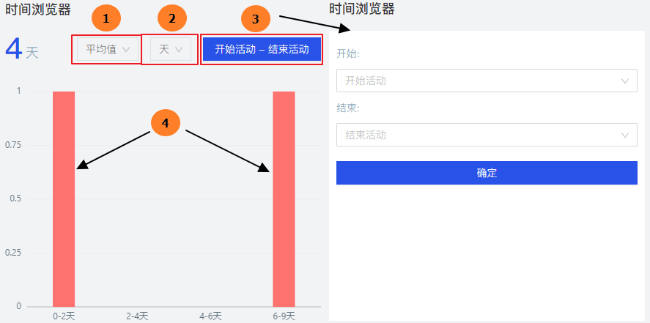 时间浏览器
时间浏览器
1
2
3
4 天
平均值
天
开始活动 – 结束活动
开始:
开始活动
结束:
结束活动
确定
1
4
0.75
0.5
0.25
0
0-2天
2-4天
4-6天
6-9天